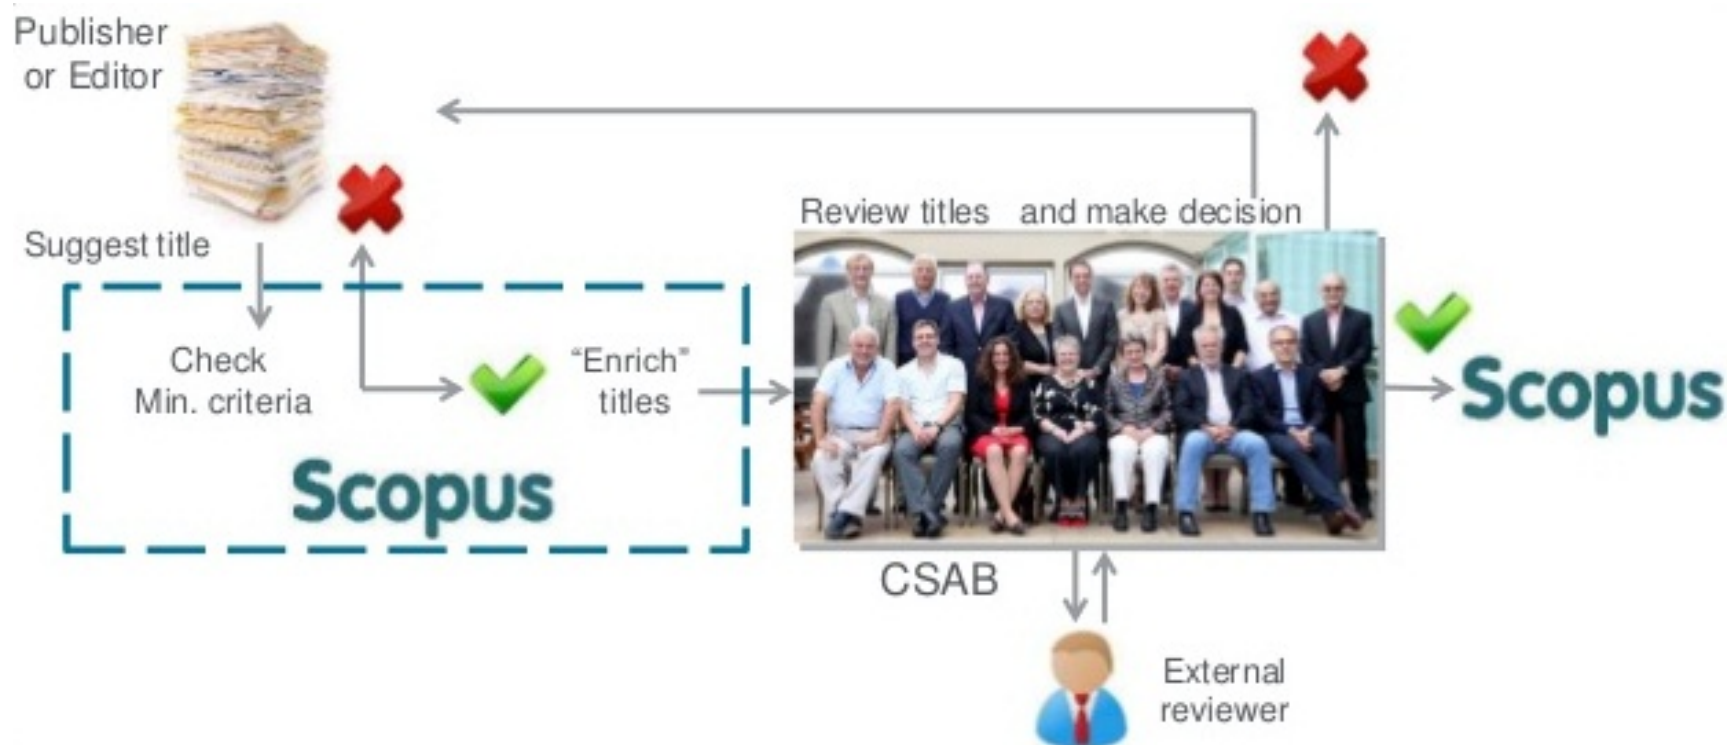 Publisher
or Editor
Suggest title
Check
Min. criteria
“Enrich”
titles
Scopus
Review titles and make decision
CSAB
External
reviewer
Scopus